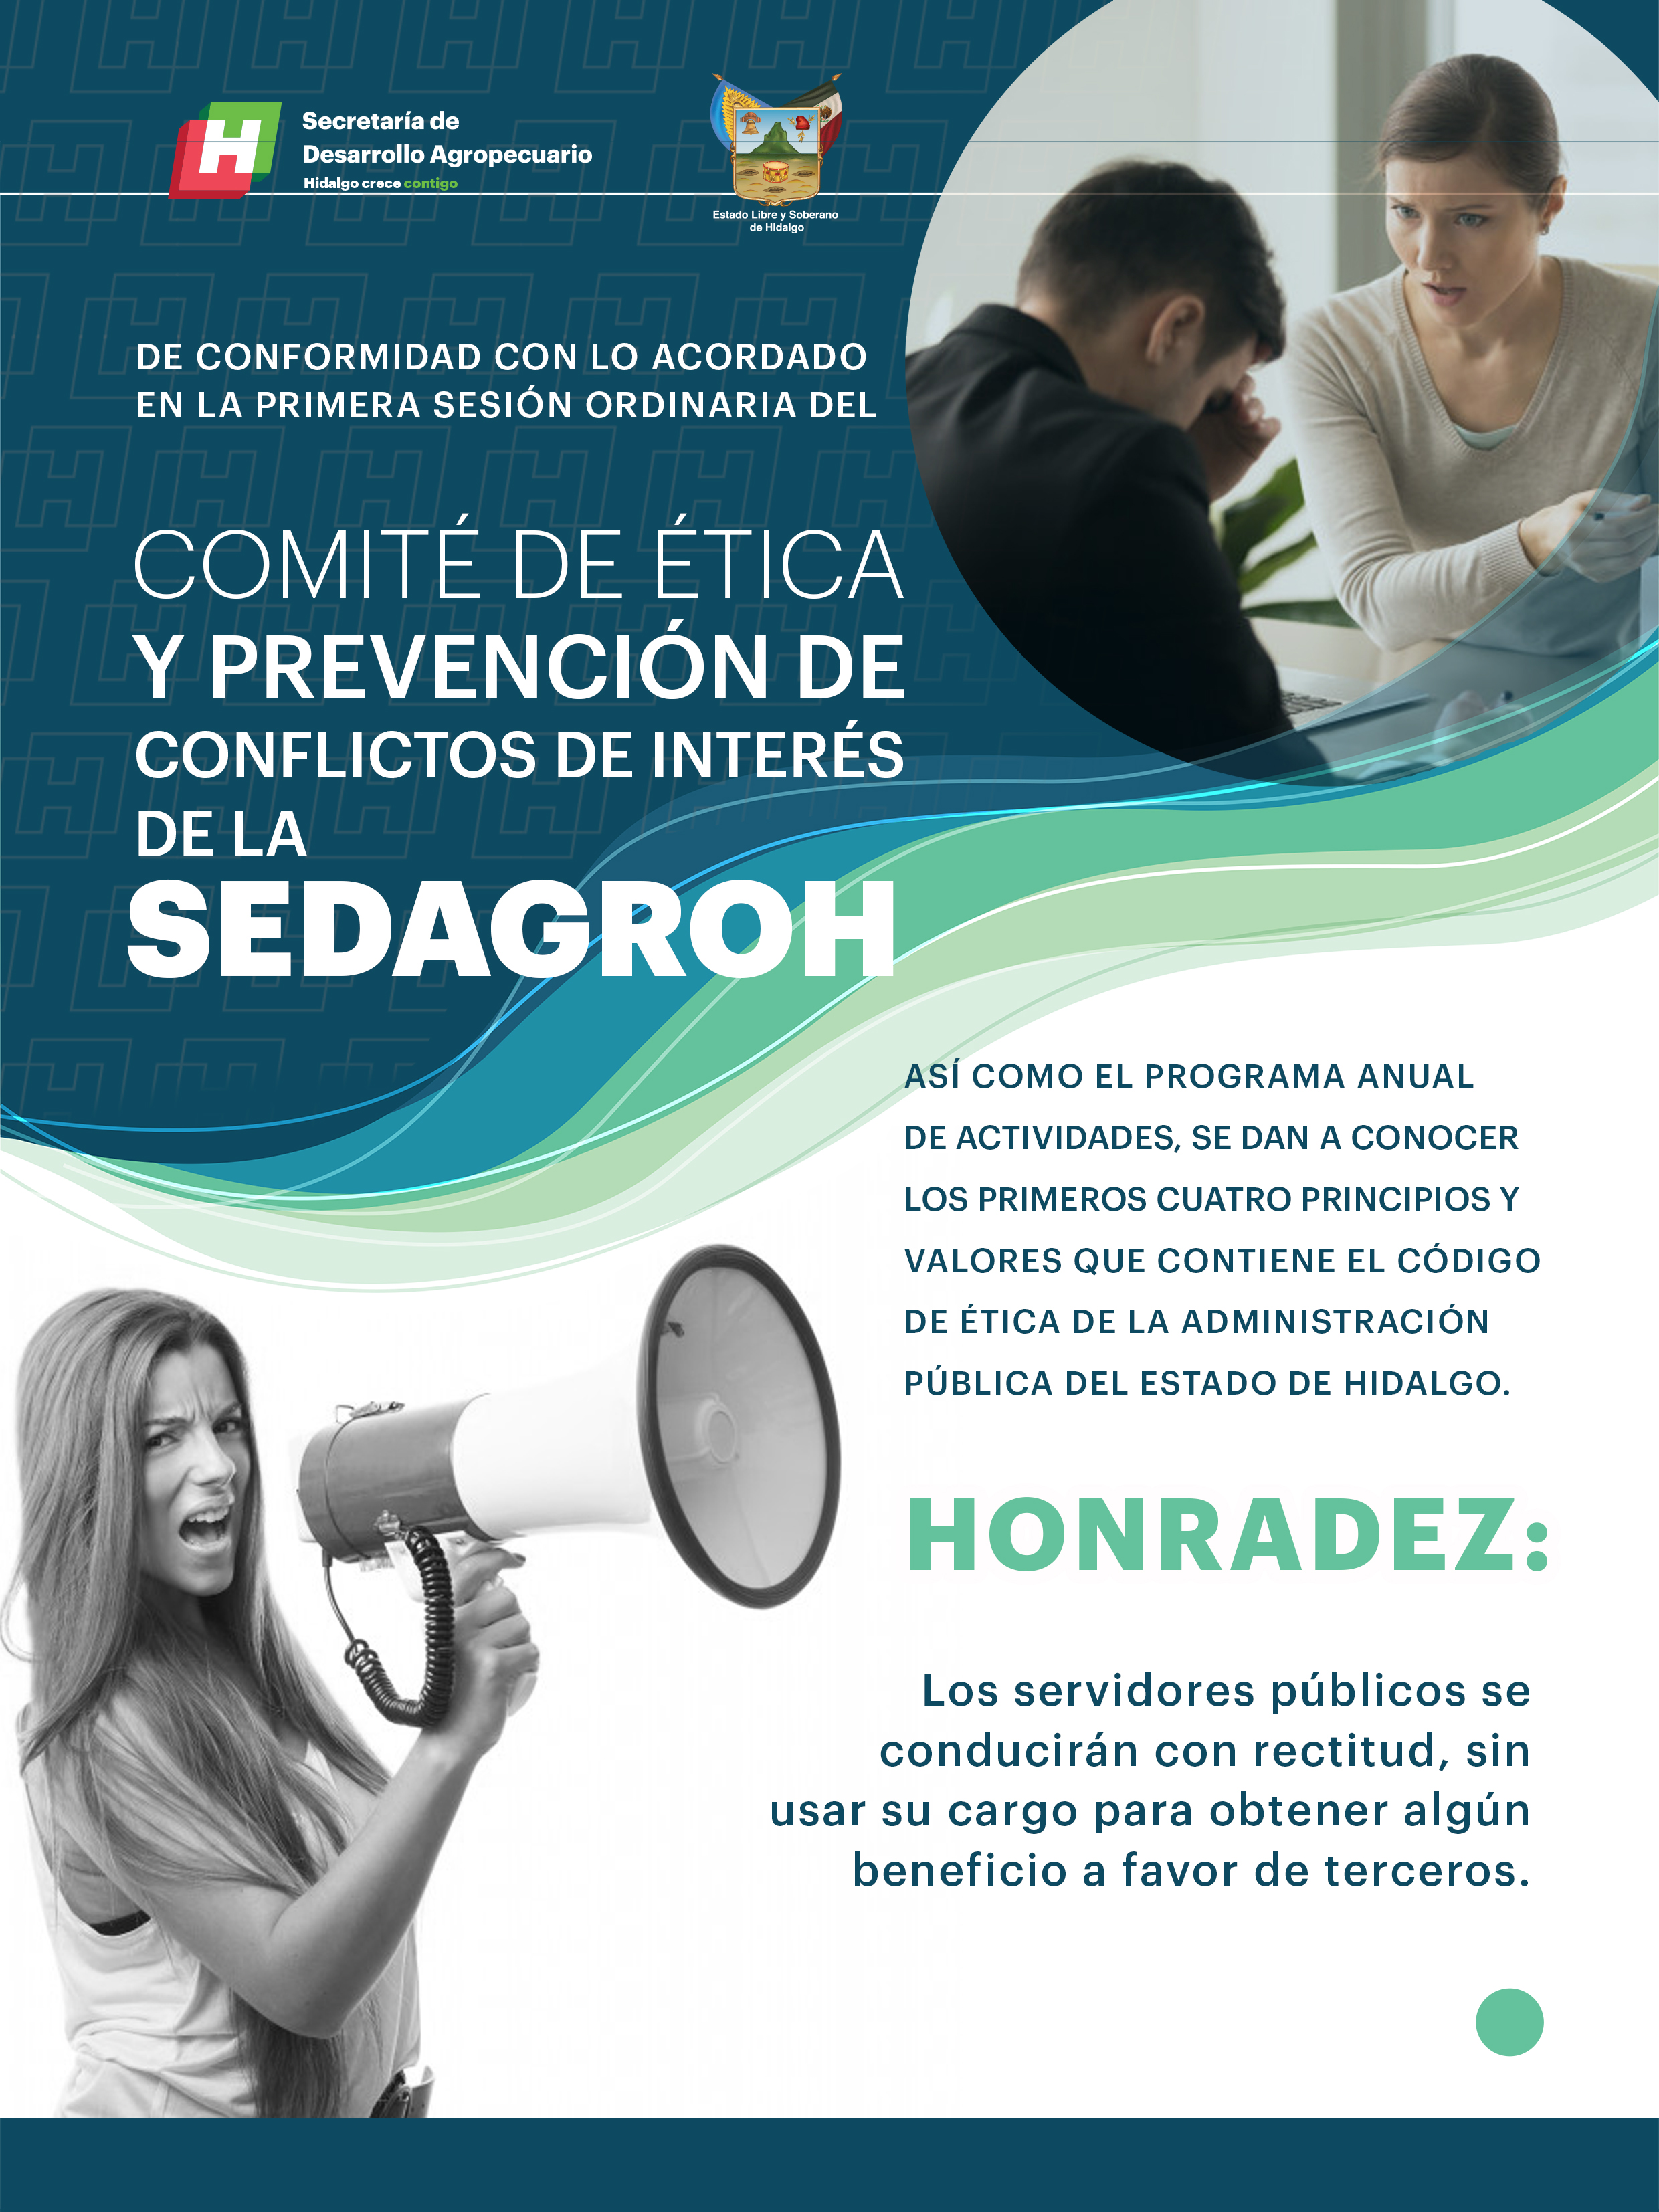 Secretaría de
Desarrollo Agropecuario
Hidalgo crece contigo
Estado Libre y Soberano
de Hidalgo
DE CONFORMIDAD CON LO ACORDADO
EN LA PRIMERA SESIÓN ORDINARIA DEL
COMITÉ DE ÉTICA
Y PREVENCIÓN DE
CONFLICTOS DE INTERÉS
DE LA
SEDAGROH
ASÍ COMO EL PROGRAMA ANUAL
DE ACTIVIDADES, SE DAN A CONOCER
LOS PRIMEROS CUATRO PRINCIPIOS Y
VALORES QUE CONTIENE EL CÓDIGO
DE ÉTICA DE LA ADMINISTRACIÓN
PÚBLICA DEL ESTADO DE HIDALGO.
HONRADEZ:
Los servidores públicos se
conducirán con rectitud, sin
usar su cargo para obtener algún
beneficio a favor de terceros.